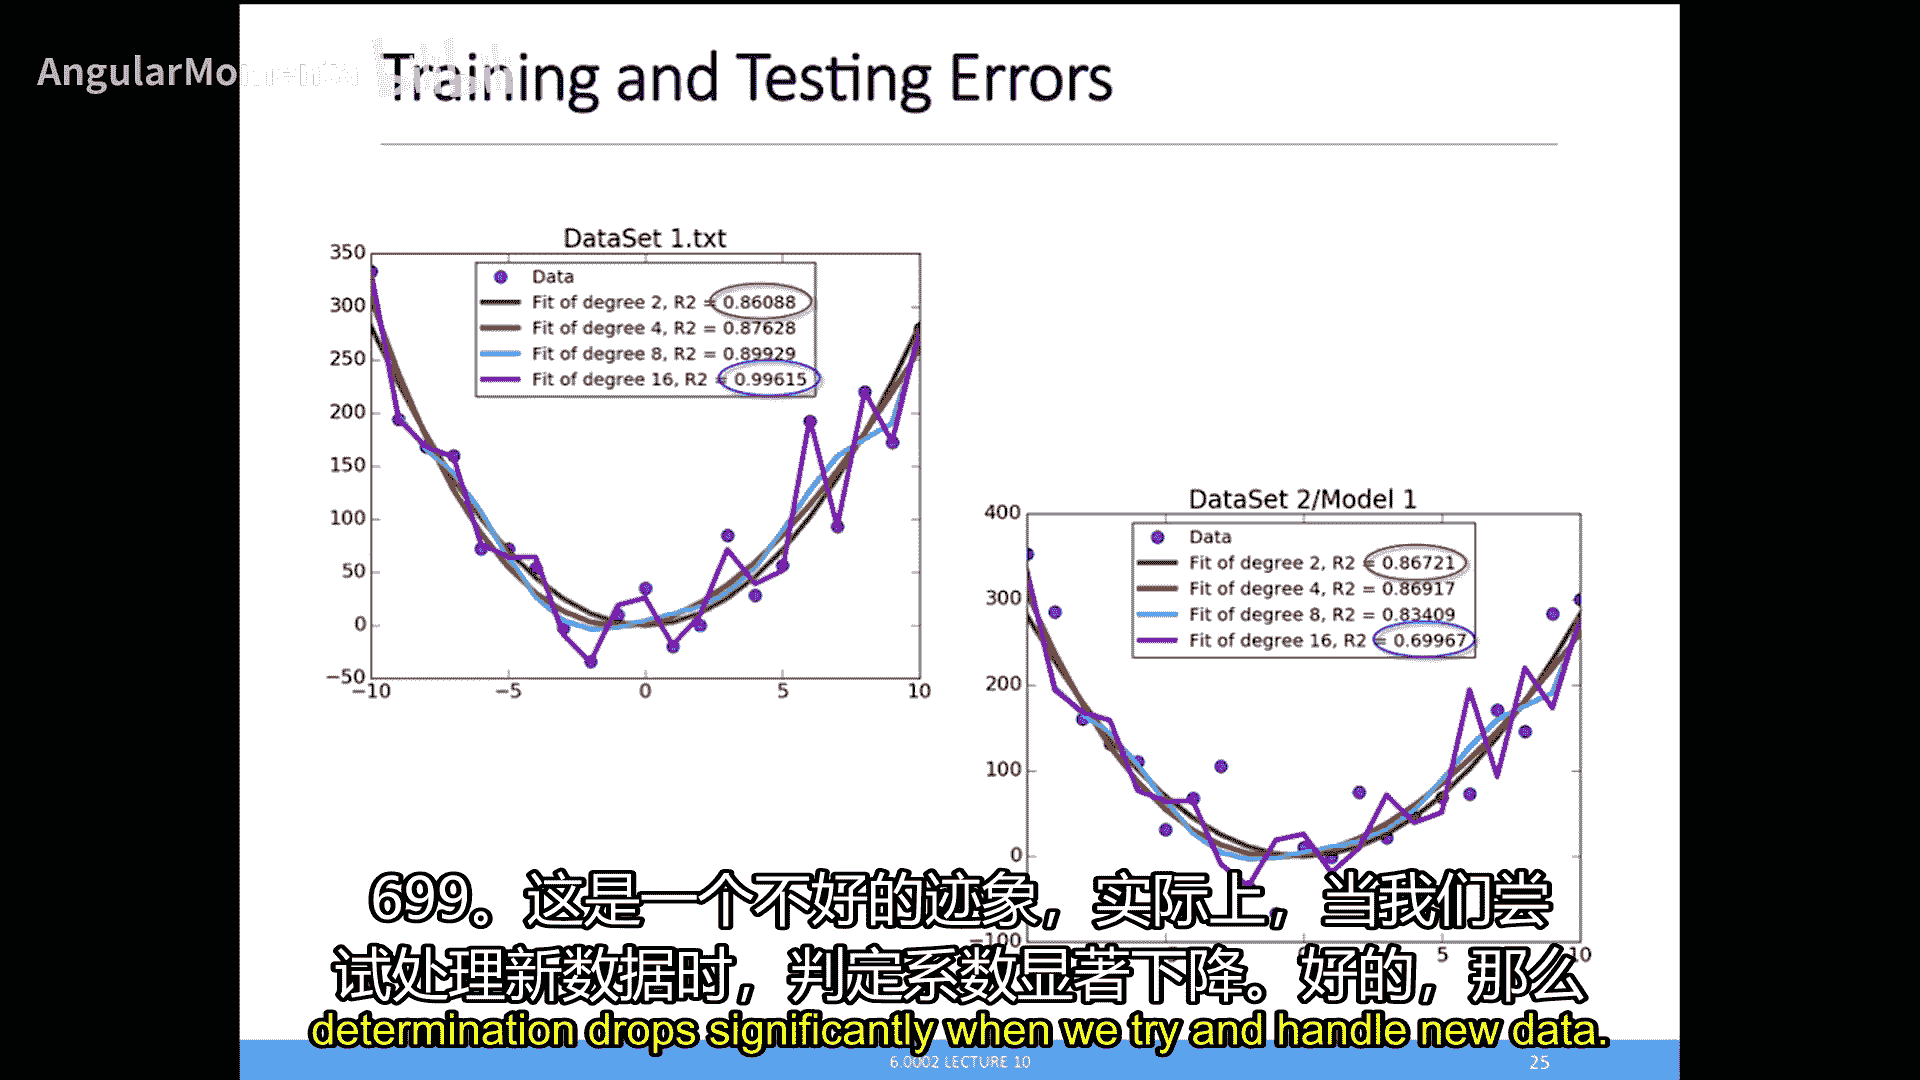 AngularMomenta
Training and Testing Errors
DataSet 1.txt
350
300
250
200
150
100
50
0
−50
−10
−5
0
5
10
Data
Fit of degree 2, R2 = 0.86088
Fit of degree 4, R2 = 0.87628
Fit of degree 8, R2 = 0.89929
Fit of degree 16, R2 = 0.99615
DataSet 2/Model 1
400
300
200
100
0
−100
5
10
Data
Fit of degree 2, R2 = 0.86721
Fit of degree 4, R2 = 0.86917
Fit of degree 8, R2 = 0.83409
Fit of degree 16, R2 = 0.69967
699。这是一个不好的迹象，实际上，当我们尝
试处理新数据时，判定系数显著下降。好的，那么
determination drops significantly when we try and handle new data.
6.0002 LECTURE 10
25